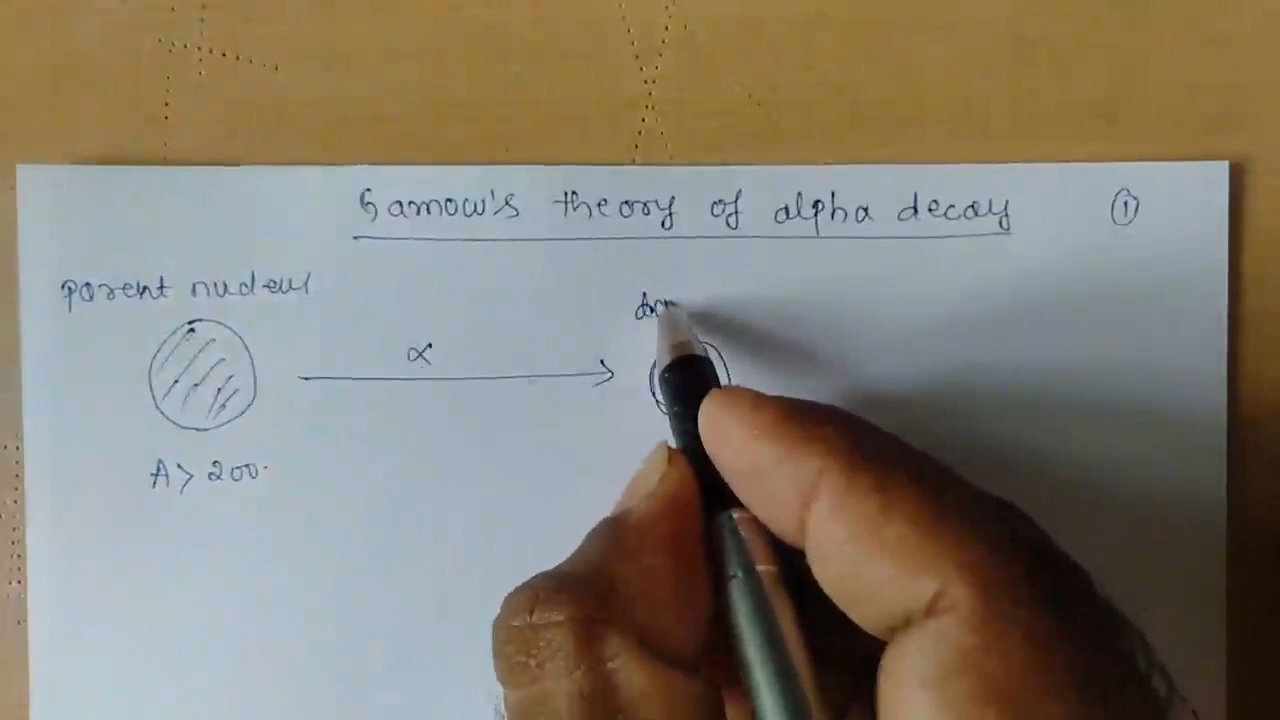 Gamow's theory of alpha decay ①
parent nucleus
α
A > 200.